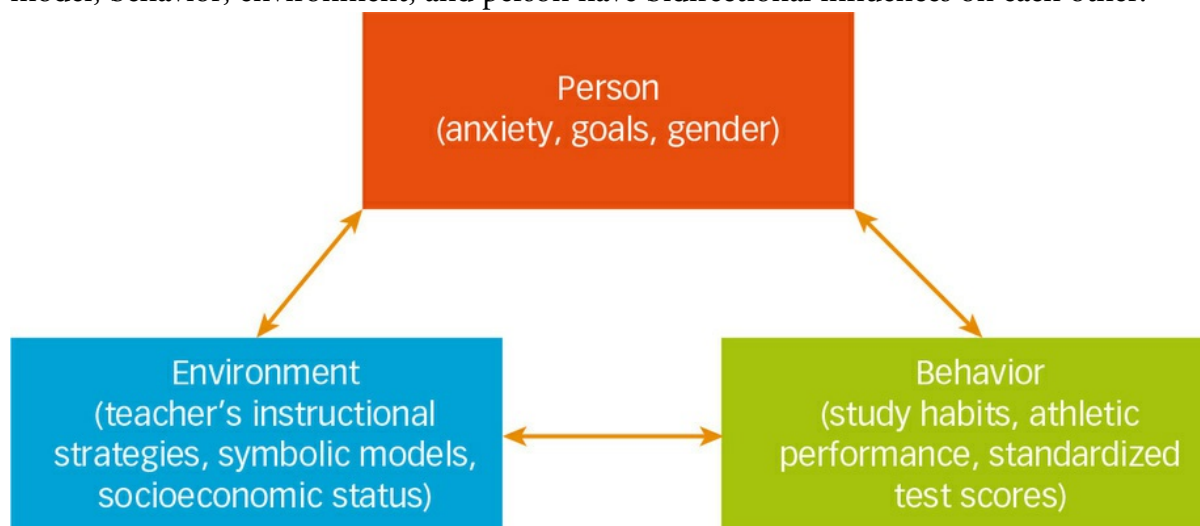 model, behavior, environment, and person have bidirectional influences on each other.
Person
(anxiety, goals, gender)
Environment
(teacher's instructional
strategies, symbolic models,
socioeconomic status)
Behavior
(study habits, athletic
performance, standardized
test scores)